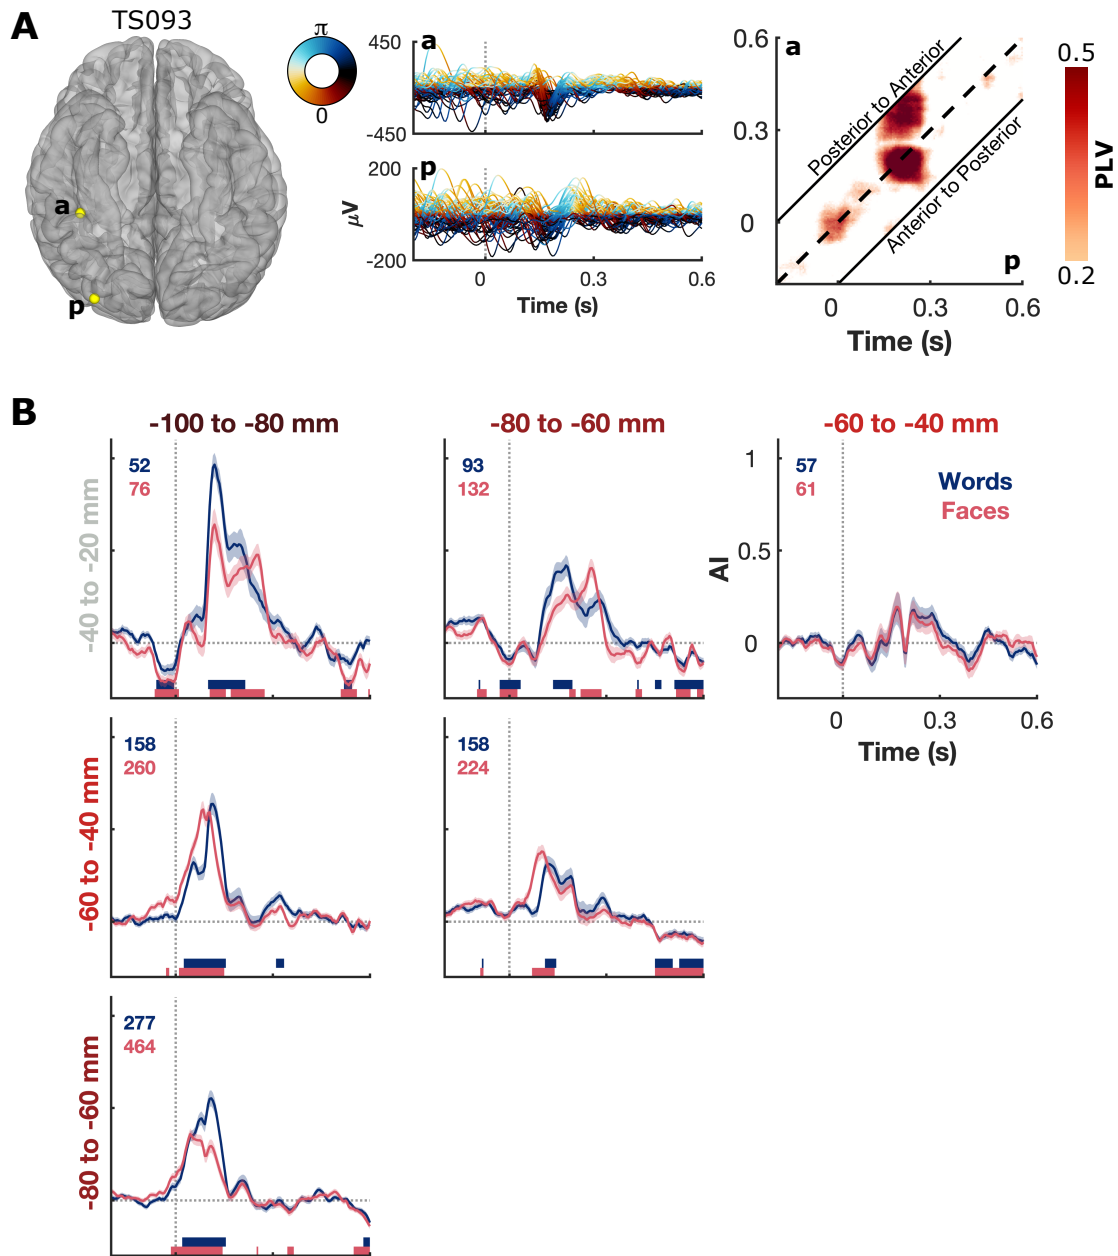 A
TS093
π
0
a
p
450
a
-450
200
p
-200
μV
0
0.3
0.6
Time (s)
0.6
a
0.3
0
Posterior to Anterior
Anterior to Posterior
p
0
0.3
0.6
Time (s)
0.5
PLV
0.2
B
-100 to -80 mm
-80 to -60 mm
-60 to -40 mm
-40 to -20 mm
52
76
93
132
1
0.5
0
AI
57
61
Words
Faces
0
0.3
0.6
Time (s)
-60 to -40 mm
158
260
158
224
-80 to -60 mm
277
464